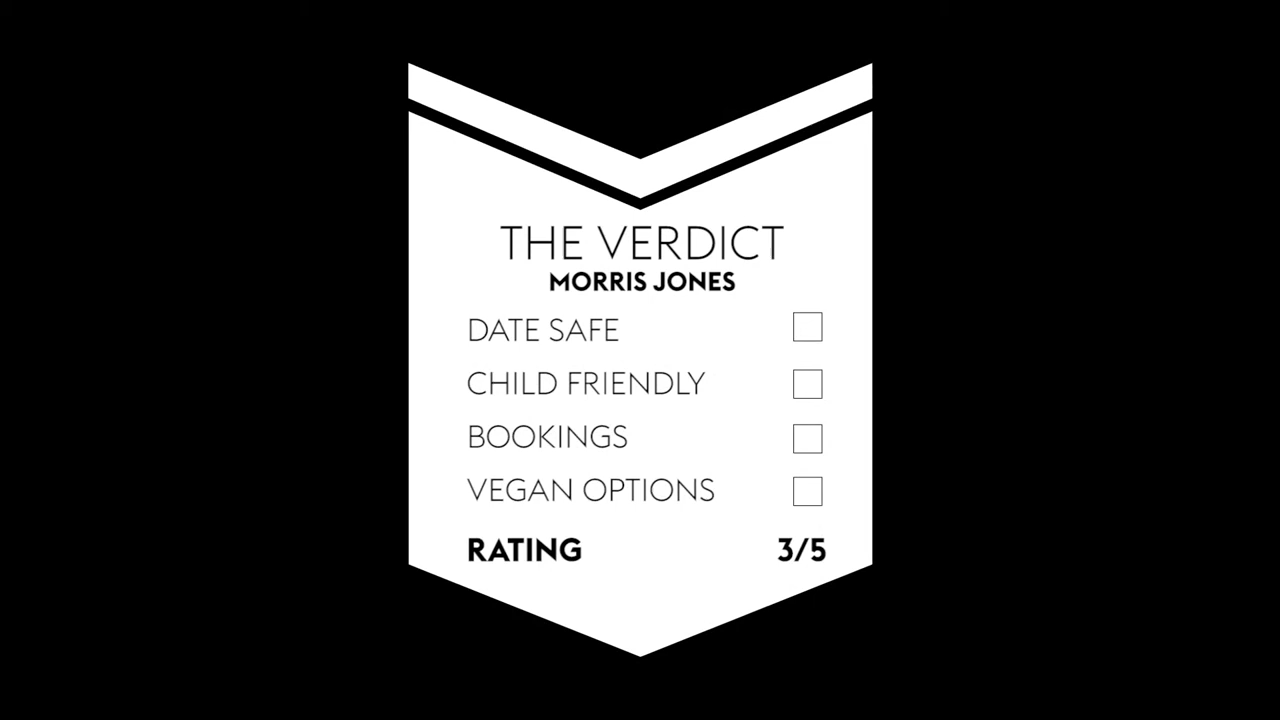 THE VERDICT
MORRIS JONES
DATE SAFE
CHILD FRIENDLY
BOOKINGS
VEGAN OPTIONS
RATING 3/5